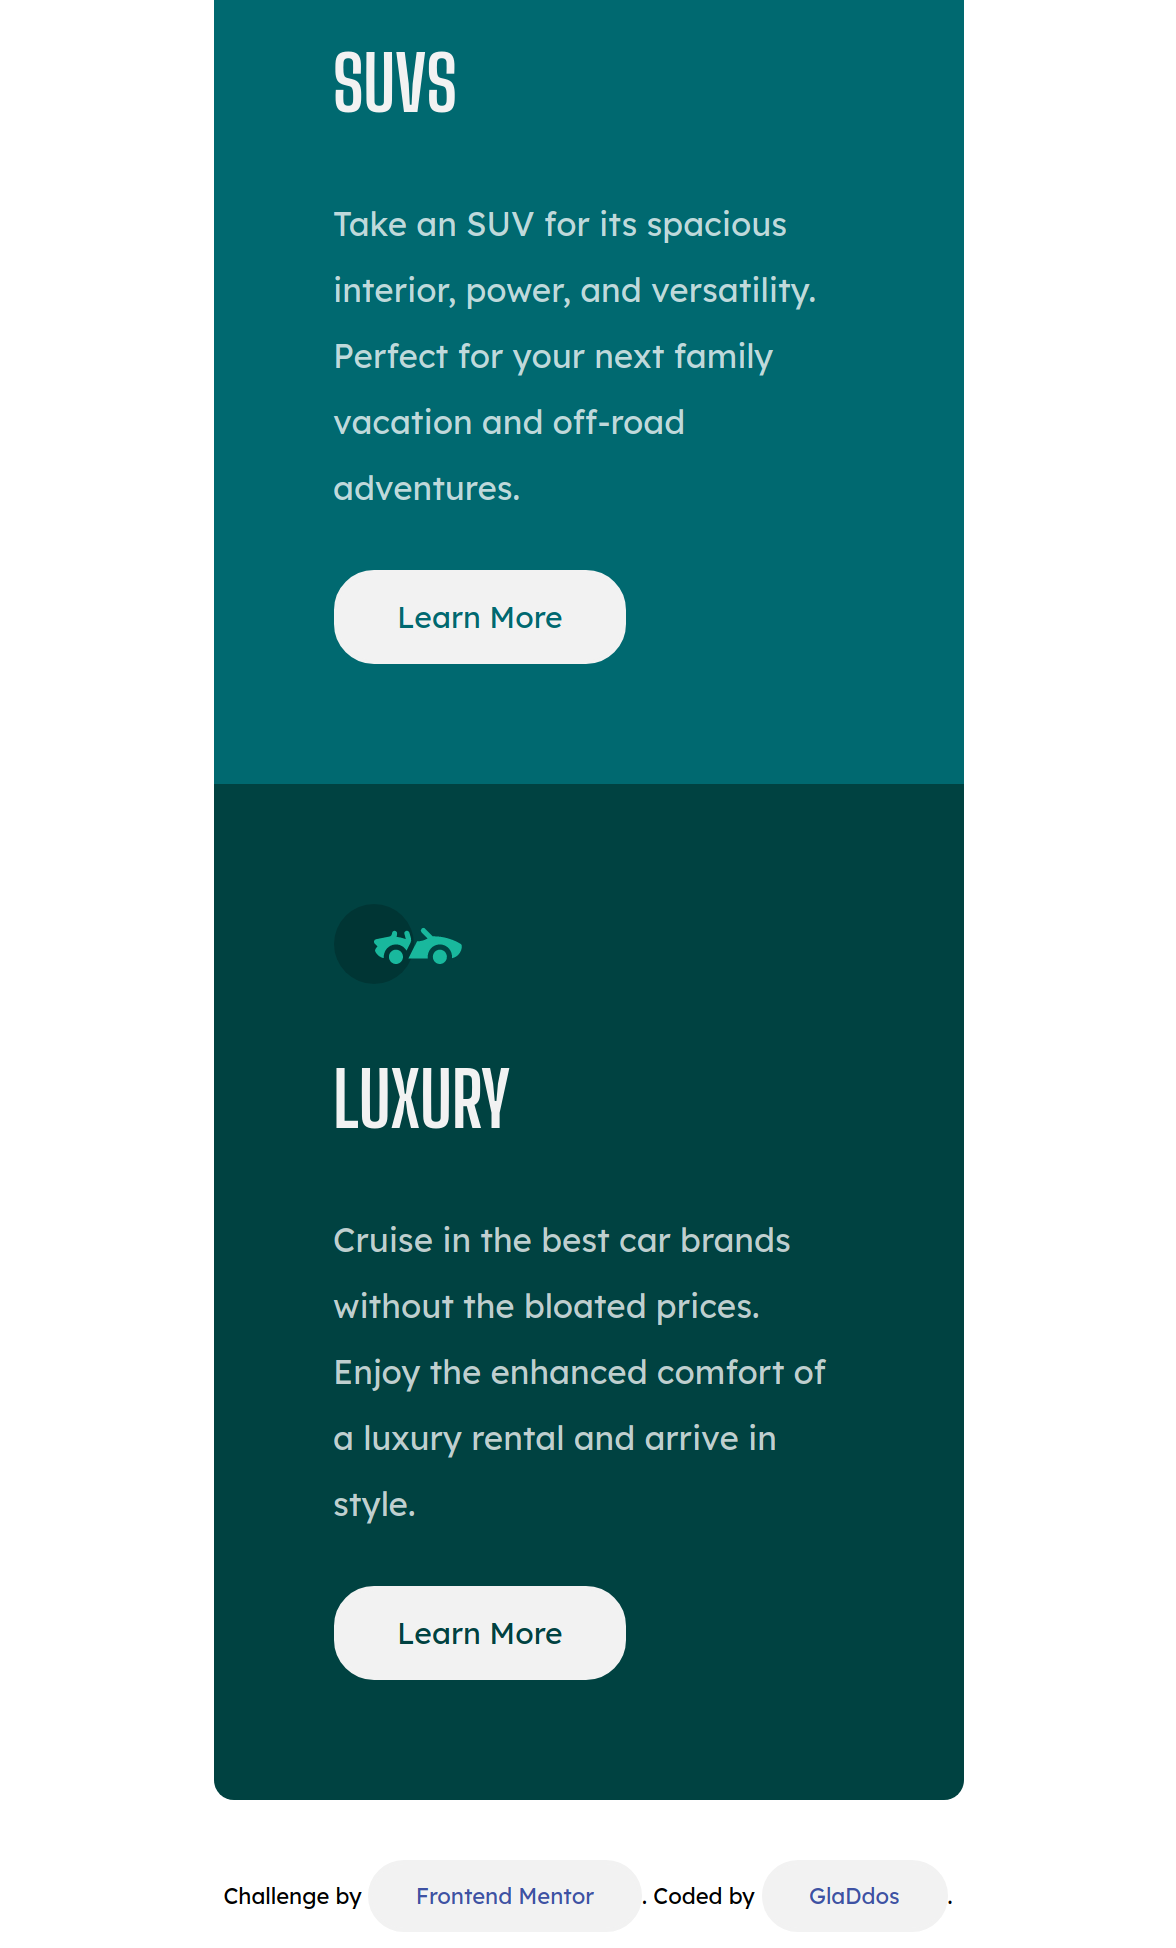 SUVS
Take an SUV for its spacious
interior, power, and versatility.
Perfect for your next family
vacation and off-road
adventures.
Learn More
LUXURY
Cruise in the best car brands
without the bloated prices.
Enjoy the enhanced comfort of
a luxury rental and arrive in
style.
Learn More
Challenge by Frontend Mentor. Coded by GlaDdos.